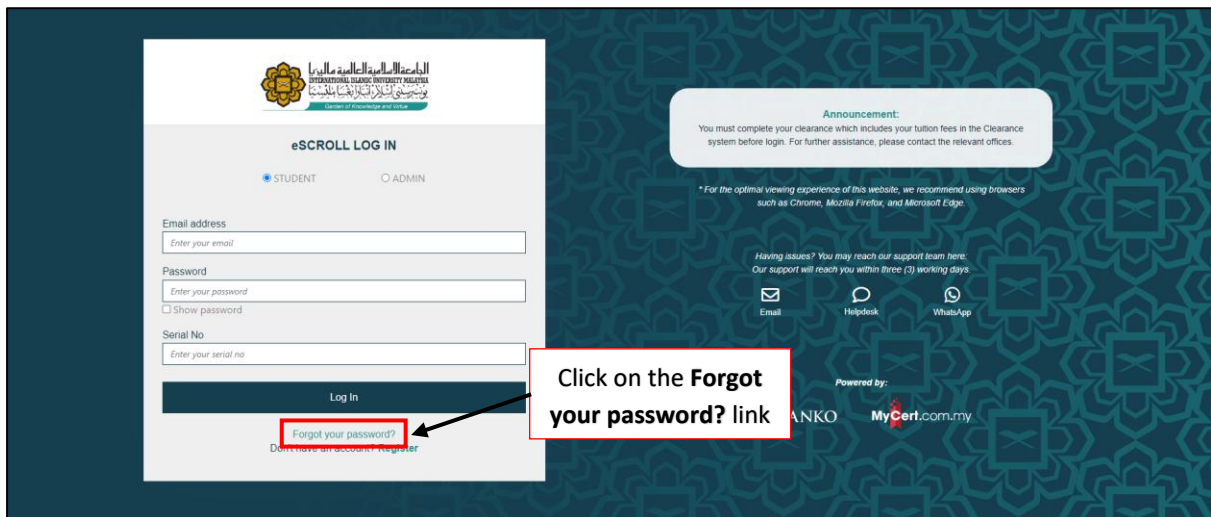 الجامعة الإسلامية العالمية ماليزيا
INTERNATIONAL ISLAMIC UNIVERSITY MALAYSIA
Garden of Knowledge and Virtue
eSCROLL LOG IN
STUDENT
ADMIN
Email address
Enter your email
Password
Enter your password
Show password
Serial No
Enter your serial no
Log In
Forgot your password?
Don't have an account? Register
Click on the Forgot
your password? link
Announcement:
You must complete your clearance which includes your tuition fees in the Clearance
system before login. For further assistance, please contact the relevant offices.
* For the optimal viewing experience of this website, we recommend using browsers
such as Chrome, Mozilla Firefox, and Microsoft Edge.
Having issues? You may reach our support team here.
Our support will reach you within three (3) working days.
Email
Helpdesk
WhatsApp
Powered by:
ANKO
MyCert.com.my